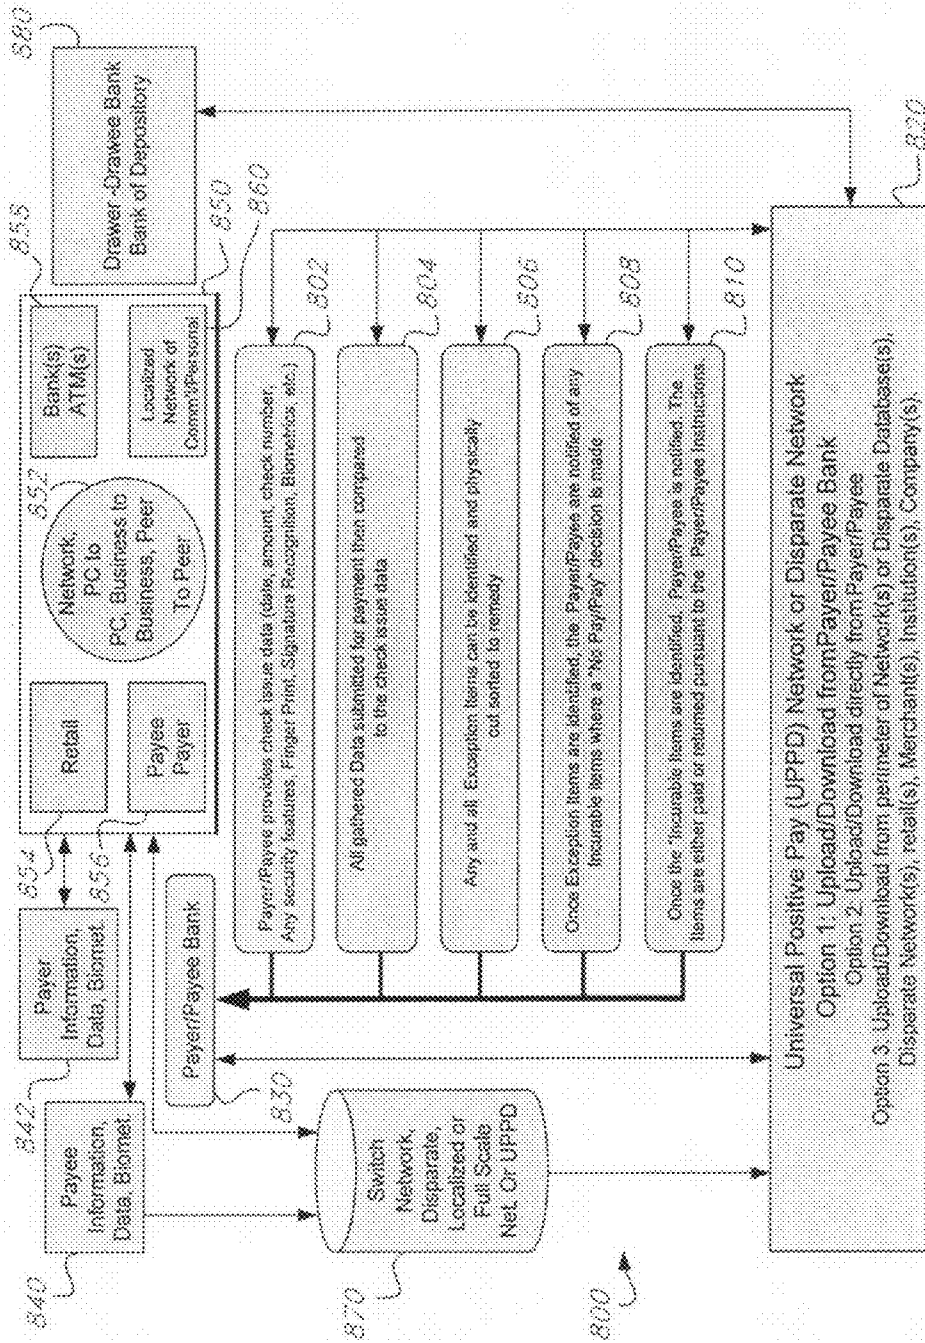 840
Payee
Information,
Data, Biomet.
842
Payer
Information,
Data, Biomet.
854
Retail
856
Payee
Payer
852
Network,
PC to
PC, Business to
Business, Peer
To Peer
858
Bank(s)
ATM(s)
Localized
Network of
Comm'l/Personal
850
860
880
Drawer-Drawee Bank
Bank of Depository
Payer/Payee Bank
830
870
Switch
Network,
Disparate,
Localized or
Full Scale
Net. Or UPPD
Payer/Payee provides check issue data (date, amount, check number,
Any security features, Finger Print, Signature Recognition, Biometrics, etc.)
802
All gathered Data submitted for payment then compared
to the check issue data
804
Any and all Exception items can be identified and physically
out sorted to remedy
806
Once Exception items are identified, the Payer/Payee are notified of any
Incurable items where a "No Pay/Pay" decision is made
808
Once the "Incurable items are identified. Payer/Payee is notified. The
Items are either paid or returned pursuant to the "Payer/Payee Instructions.
810
800
Universal Positive Pay (UPPD) Network or Disparate Network
Option 1: Upload/Download from Payer/Payee Bank
Option 2: Upload/Download directly from Payer/Payee
Option 3. Upload/Download from perimeter of Network(s) or Disparate Database(s),
Disparate Network(s), retail(s), Merchant(s), Institution(s), Company(s).
820